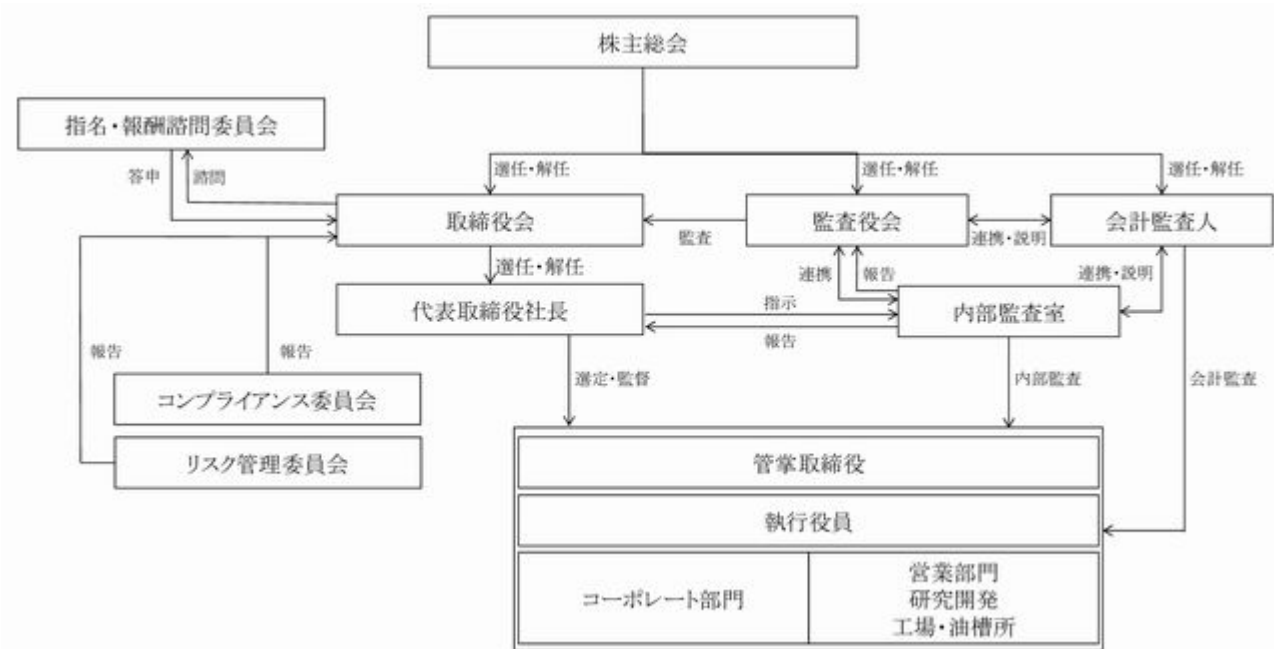 株主総会
指名・報酬諮問委員会
答申
諮問
選任・解任
選任・解任
選任・解任
取締役会
監査
監査役会
連携・説明
会計監査人
選任・解任
連携
報告
連携・説明
代表取締役社長
指示
報告
内部監査室
報告
報告
選定・監督
内部監査
会計監査
コンプライアンス委員会
リスク管理委員会
管掌取締役
執行役員
コーポレート部門
営業部門
研究開発
工場・油槽所